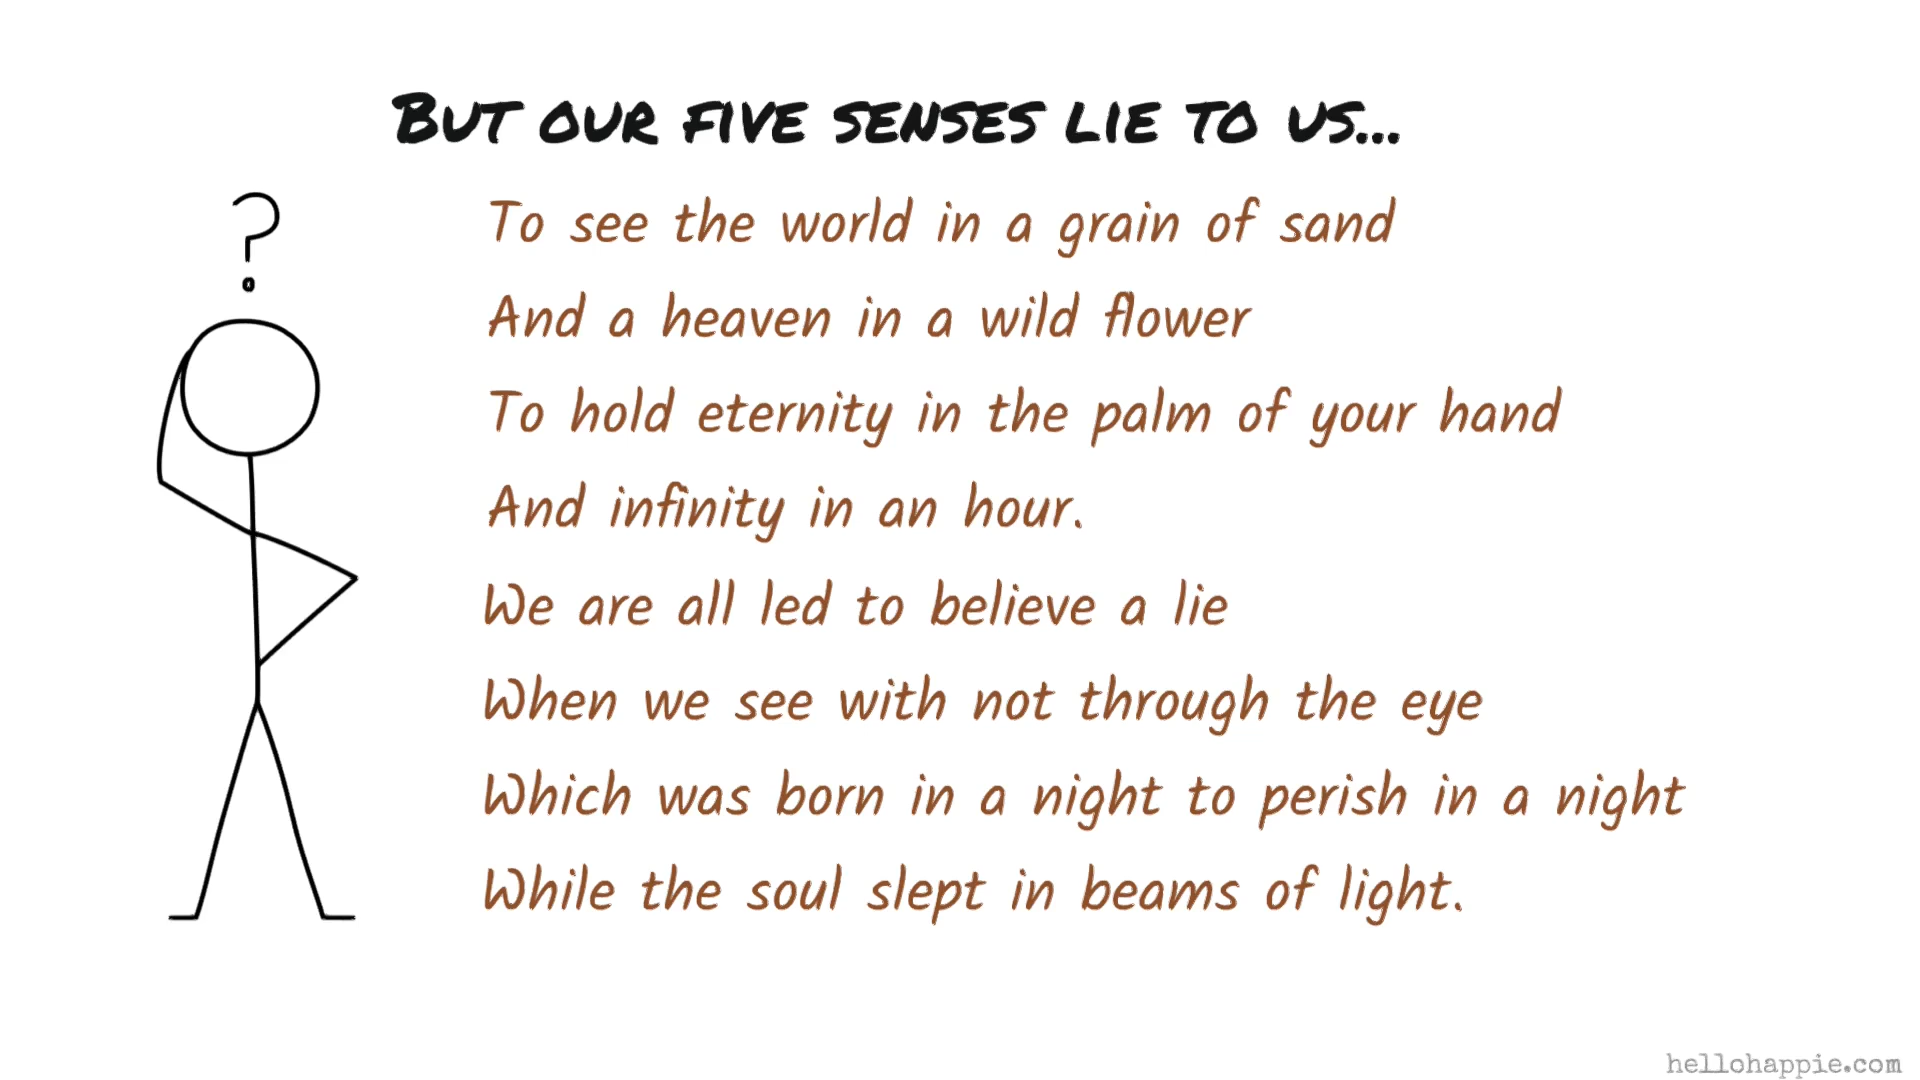 But our five senses lie to us...
?
To see the world in a grain of sand
And a heaven in a wild flower
To hold eternity in the palm of your hand
And infinity in an hour.
We are all led to believe a lie
When we see with not through the eye
Which was born in a night to perish in a night
While the soul slept in beams of light.
hellohappie.com